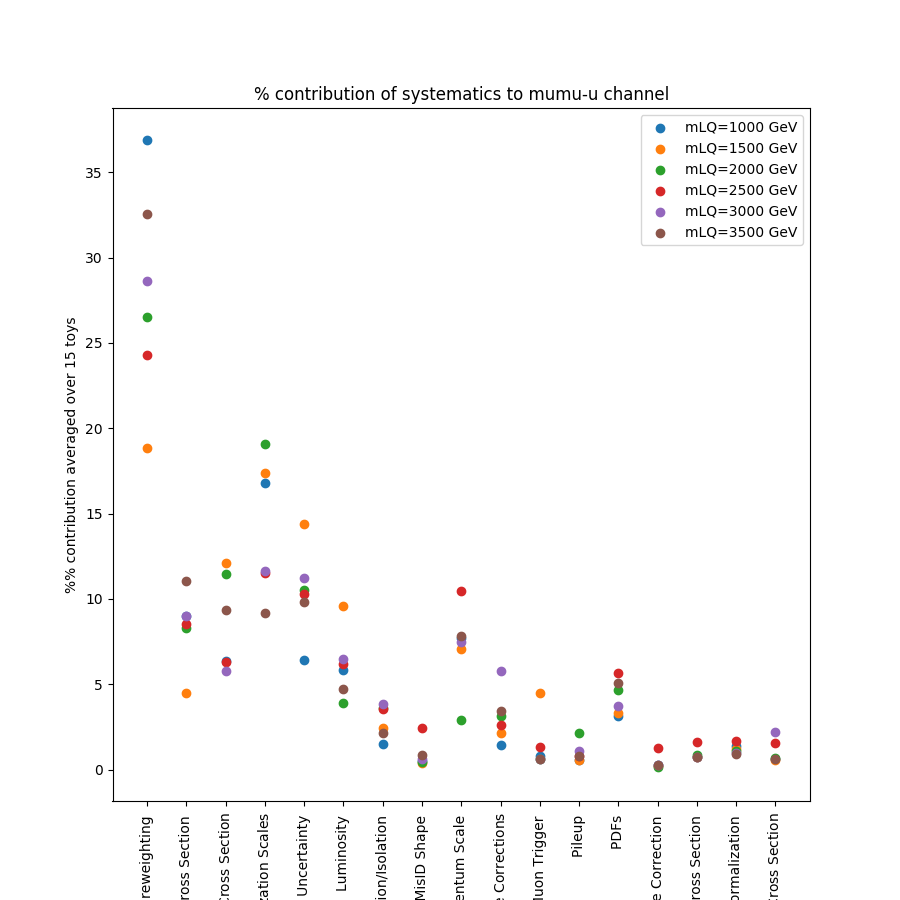 % contribution of systematics to mumu-u channel
mLQ=1000 GeV
mLQ=1500 GeV
mLQ=2000 GeV
mLQ=2500 GeV
mLQ=3000 GeV
mLQ=3500 GeV
%% contribution averaged over 15 toys
35
30
25
20
15
10
5
0
reweighting
ross Section
Cross Section
zation Scales
Uncertainty
Luminosity
ion/Isolation
MisID Shape
entum Scale
e Corrections
Muon Trigger
Pileup
PDFs
e Correction
ross Section
ormalization
ross Section